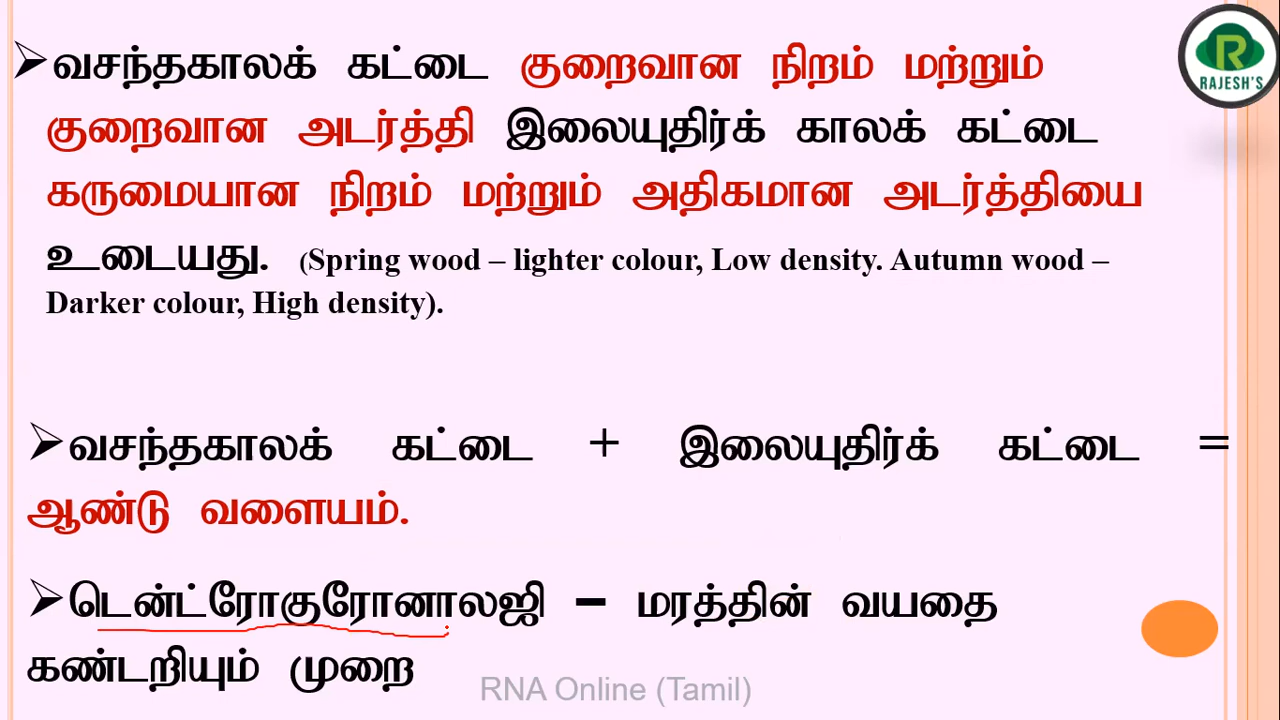 ➢வசந்தகாலக் கட்டை குறைவான நிறம் மற்றும்
குறைவான அடர்த்தி இலையுதிர்க் காலக் கட்டை
கருமையான நிறம் மற்றும் அதிகமான அடர்த்தியை
உடையது. (Spring wood – lighter colour, Low density. Autumn wood –
Darker colour, High density).
➢வசந்தகாலக் கட்டை + இலையுதிர்க் கட்டை =
ஆண்டு வளையம்.
➢டென்ட்ரோகுரோனாலஜி – மரத்தின் வயதை
கண்டறியும் முறை
RNA Online (Tamil)
R
RAJESH'S